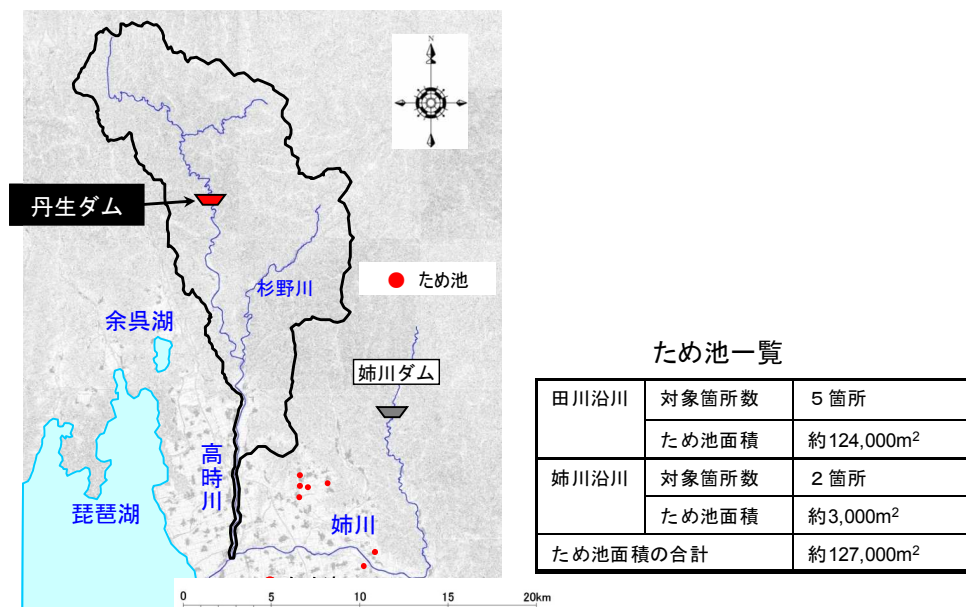 丹生ダム
ため池
杉野川
余呉湖
姉川ダム
高時川
琵琶湖
姉川
0 5 10 15 20km
ため池一覧
田川沿川 対象箇所数 5箇所
ため池面積 約124,000m²
姉川沿川 対象箇所数 2箇所
ため池面積 約3,000m²
ため池面積の合計 約127,000m²